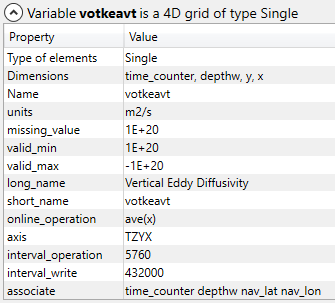 Variable votkeavt is a 4D grid of type Single
Property Value
Type of elements Single
Dimensions time_counter, depthw, y, x
Name votkeavt
units m2/s
missing_value 1E+20
valid_min 1E+20
valid_max -1E+20
long_name Vertical Eddy Diffusivity
short_name votkeavt
online_operation ave(x)
axis TZYX
interval_operation 5760
interval_write 432000
associate time_counter depthw nav_lat nav_lon